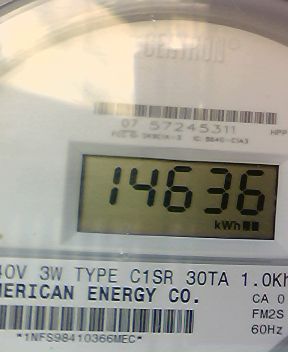 CENTRON
07 57245311
14636
kWh
40V 3W TYPE C1SR 30TA 1.0Kh
MERICAN ENERGY CO.
CA 0
FM2S
60Hz
*1NFS98410366MEC*